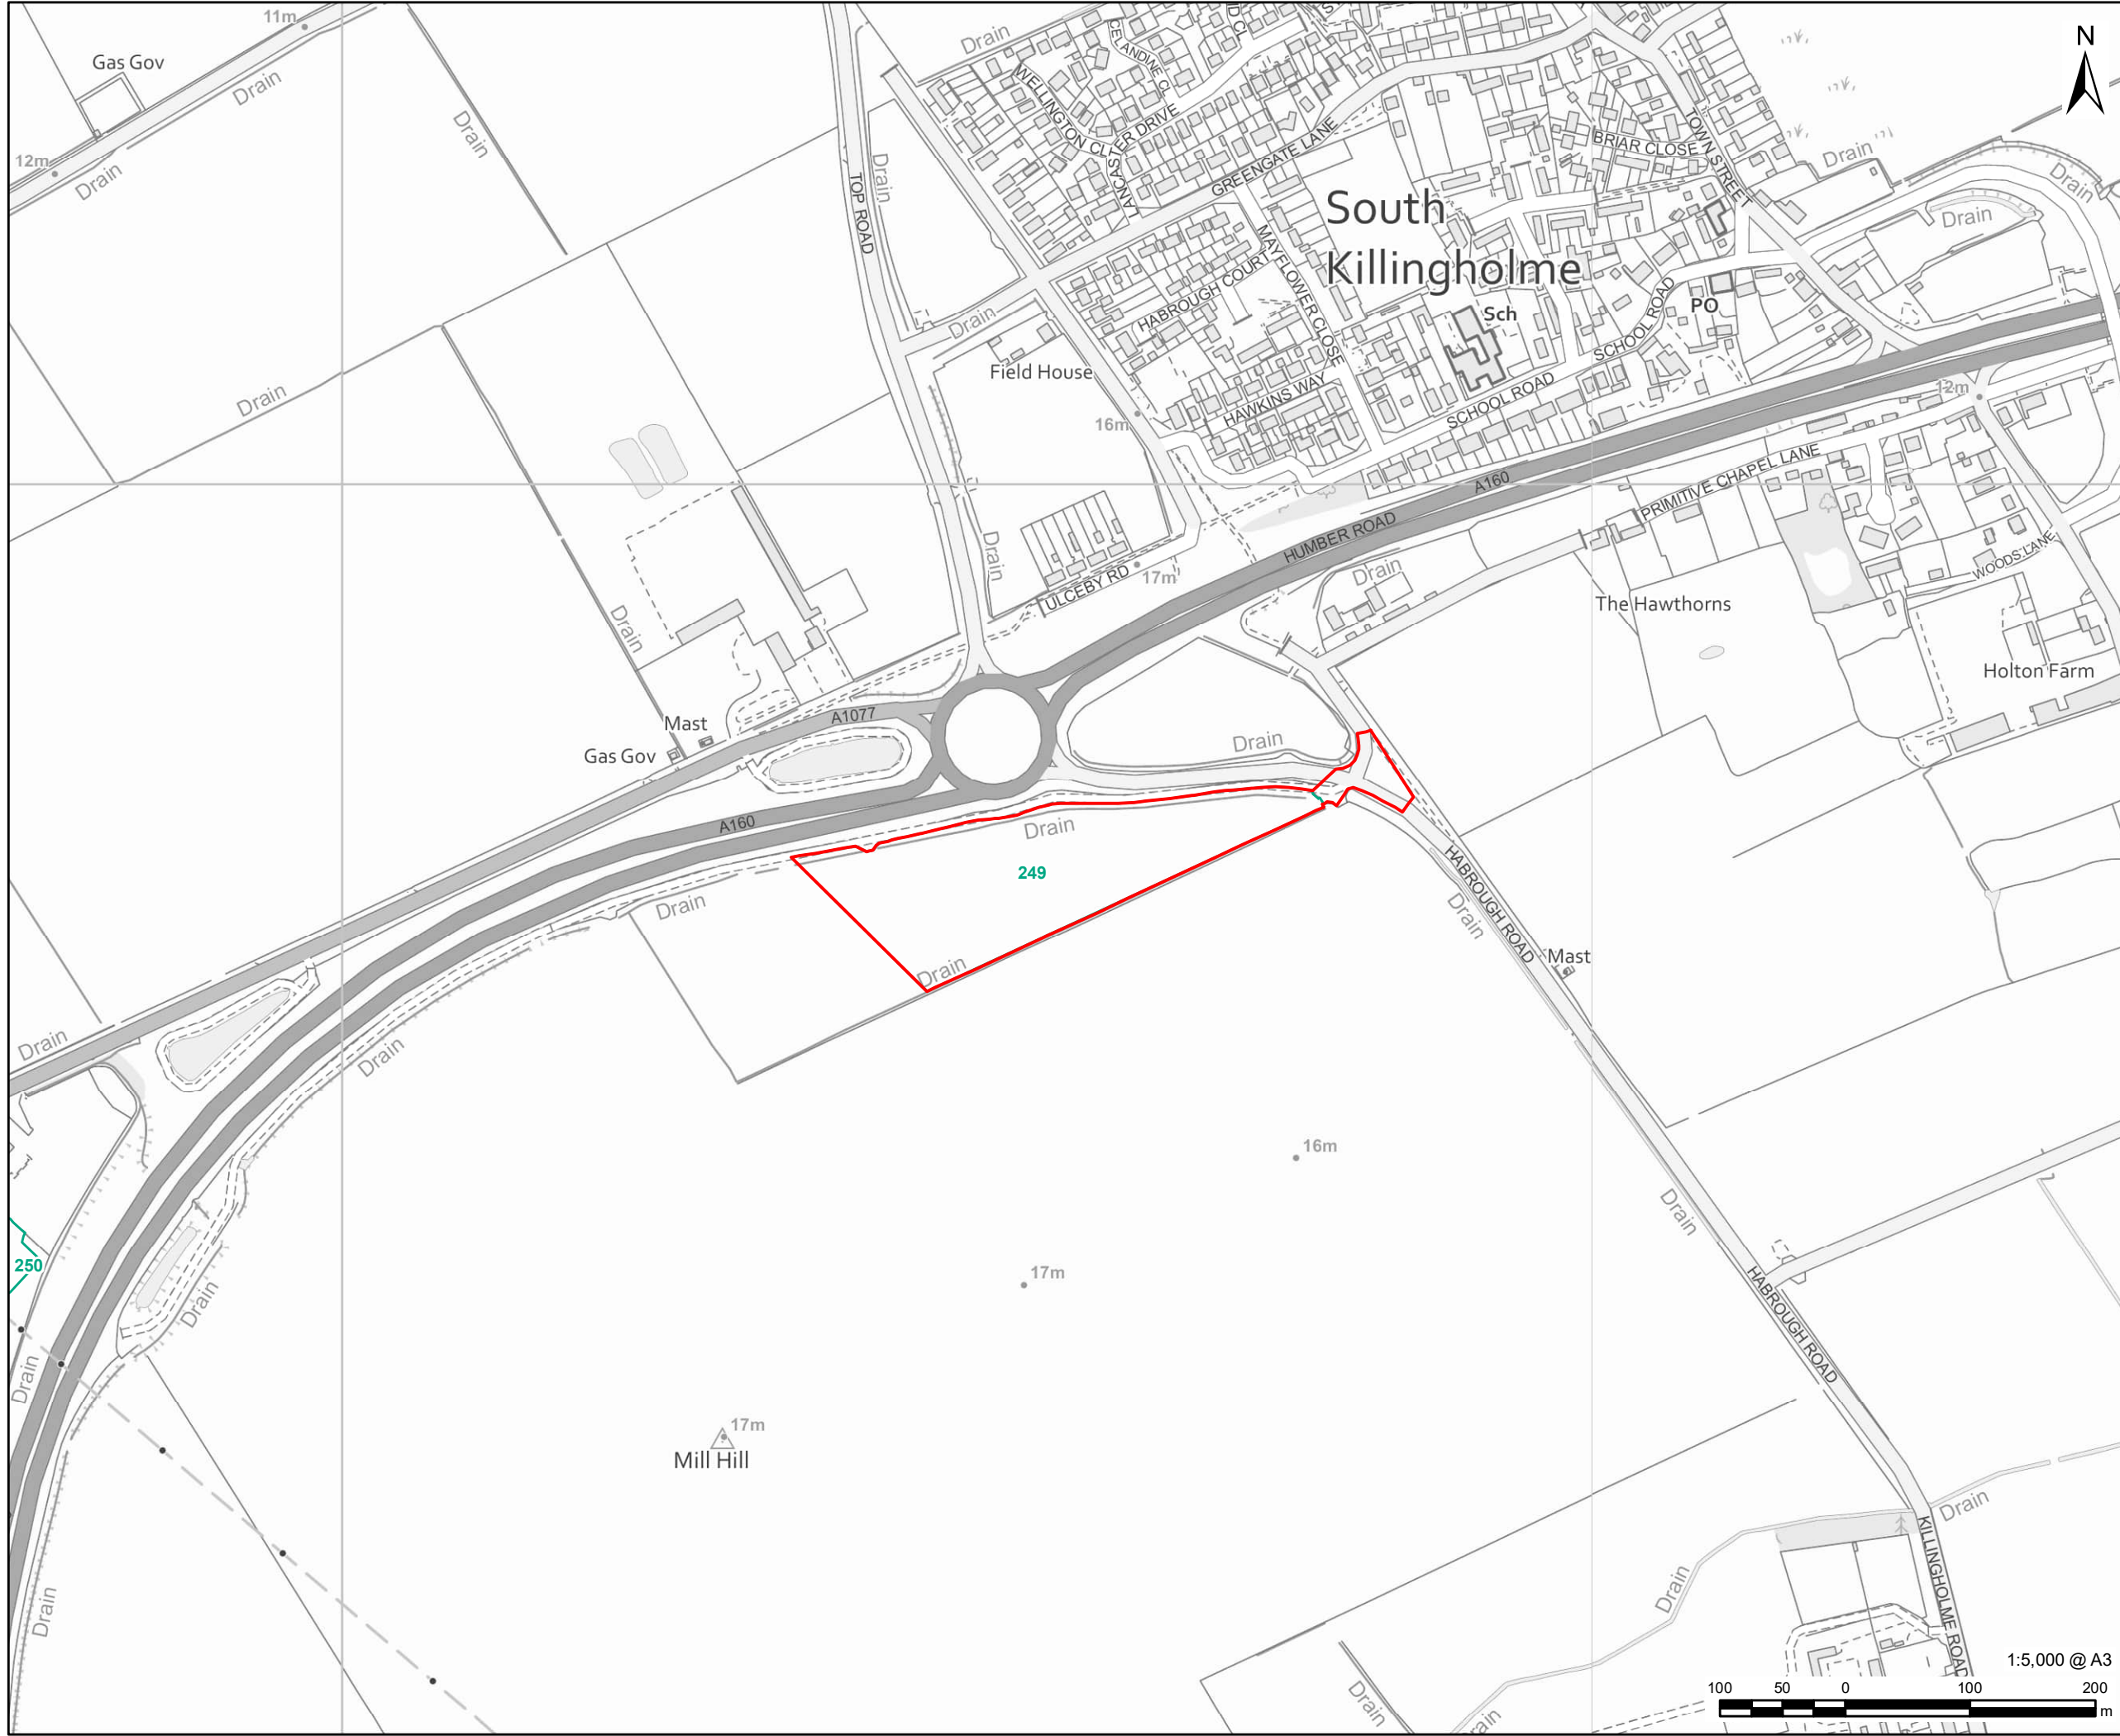 11m
Gas Gov
Drain
Drain
12m
Drain
Drain
Drain
CELANDINE CL
WELLINGTON CL
LANCASTER DRIVE
GREENGATE LANE
TOP ROAD
Drain
BRIAR CLOSE
TOWN STREET
Drain
Drain
Drain
N
South
Killingholme
MAYFLOWER CLOSE
HABROUGH COURT
Sch
PO
SCHOOL ROAD
SCHOOL ROAD
Drain
Field House
16m
HAWKINS WAY
12m
Drain
A160
HUMBER ROAD
PRIMITIVE CHAPEL LANE
WOODS LANE
Drain
ULCEBY RD
17m
Drain
The Hawthorns
Drain
Holton Farm
Mast
Gas Gov
A1077
Drain
A160
Drain
249
Drain
Drain
HABROUGH ROAD
Drain
Mast
Drain
Drain
16m
Drain
17m
250
Drain
Drain
HABROUGH ROAD
17m
Mill Hill
Drain
Drain
Drain
KILLINGHOLME ROAD
Drain
1:5,000 @ A3
100 50 0 100 200
m